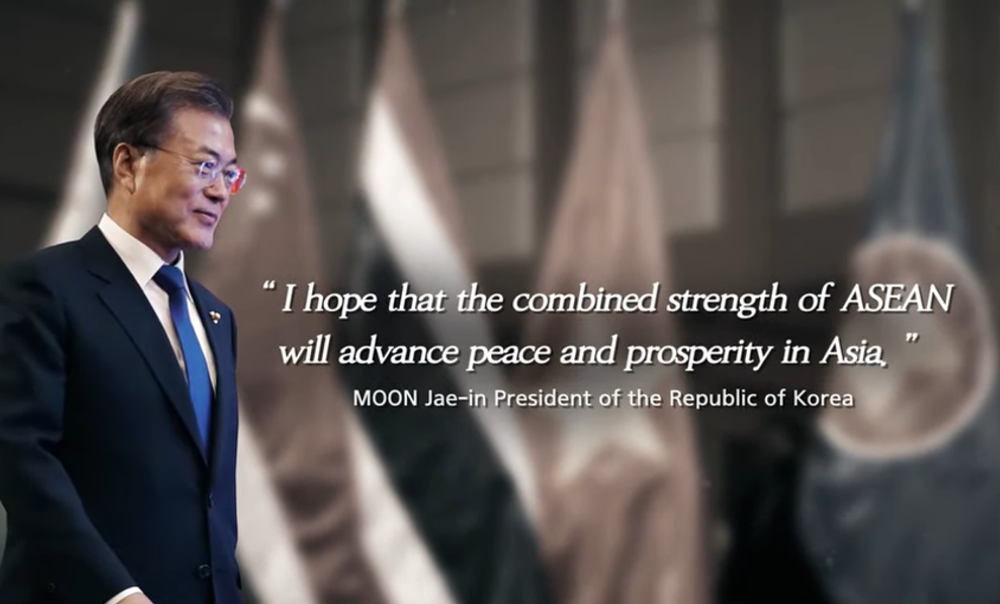 “ I hope that the combined strength of ASEAN
will advance peace and prosperity in Asia. ”
MOON Jae-in President of the Republic of Korea